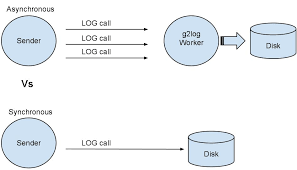 Asynchronous
Sender
LOG call
LOG call
LOG call
g2log
Worker
Disk
Vs
Synchronous
Sender
LOG call
Disk